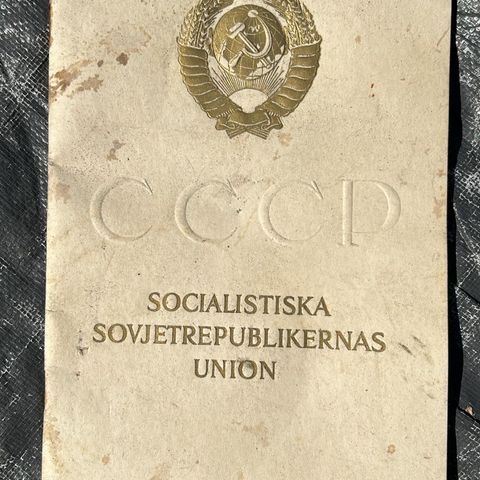 СССР
SOCIALISTISKA
SOVJETREPUBLIKERNAS
UNION